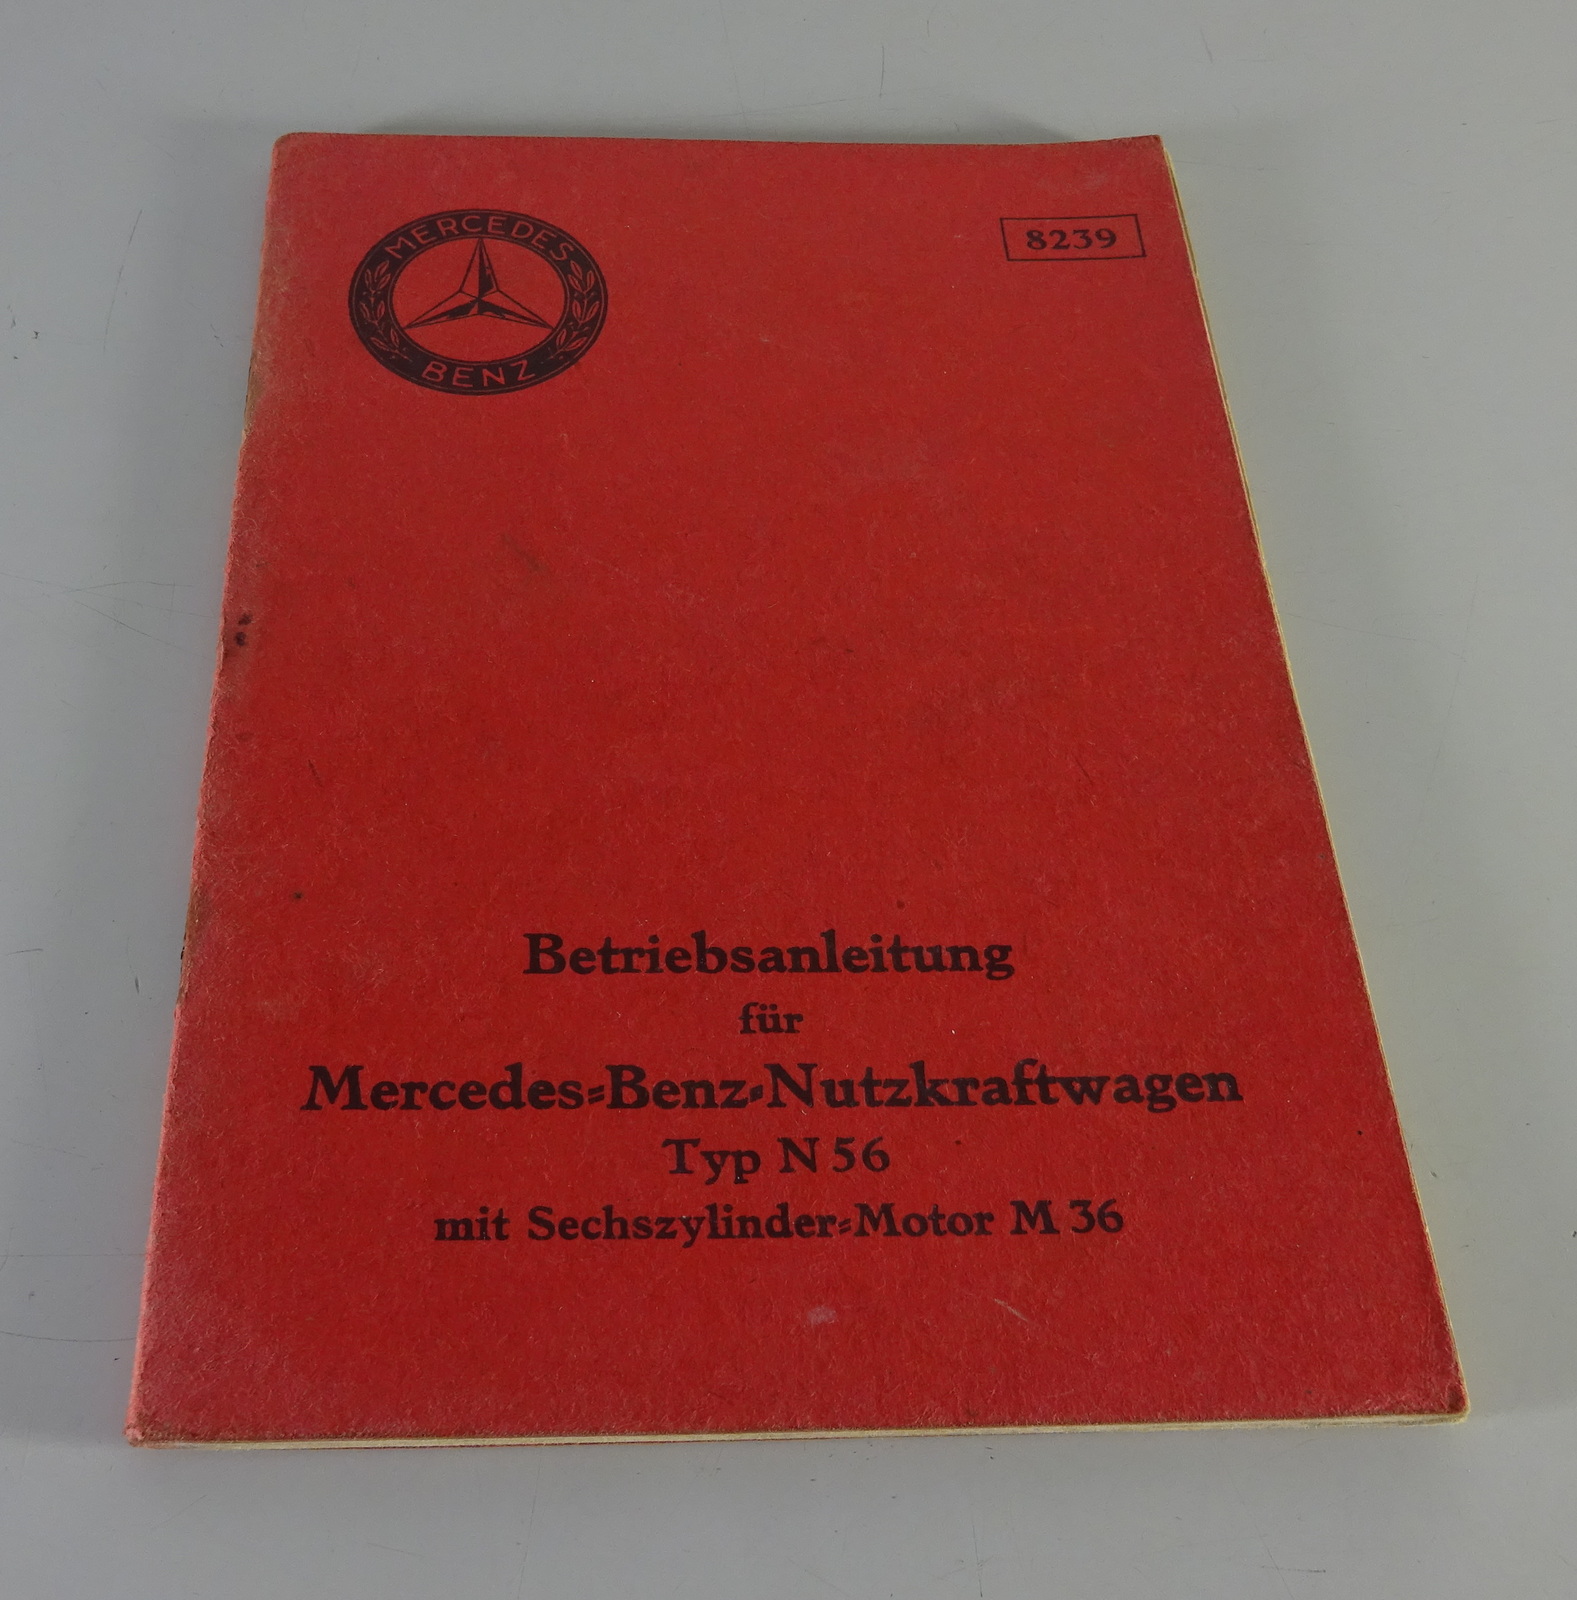 MERCEDES
BENZ
8239
Betriebsanleitung
für
Mercedes=Benz=Nutzkraftwagen
Typ N 56
mit Sechszylinder=Motor M 36